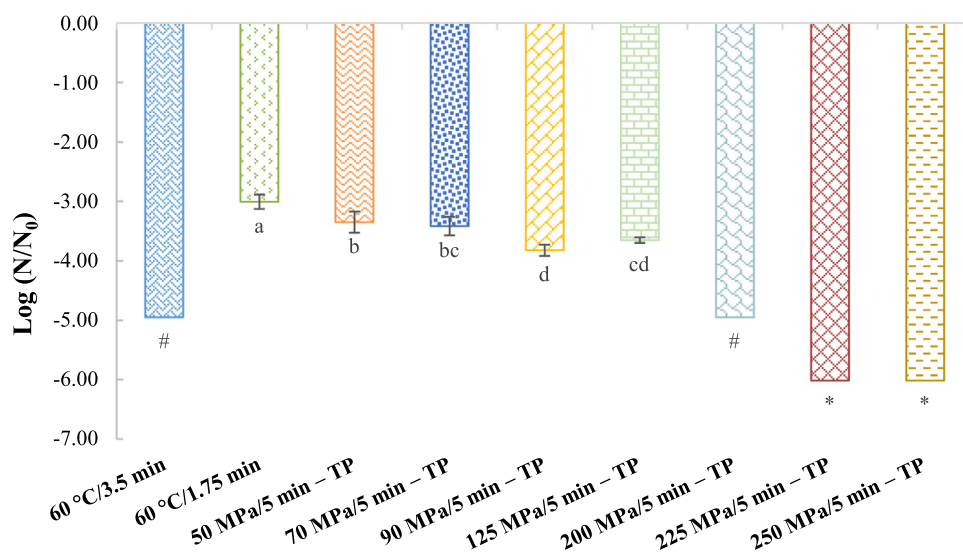 0.00
-1.00
-2.00
-3.00
-4.00
-5.00
-6.00
-7.00
Log (N/N0)
#
a
b
bc
d
cd
#
*
*
60 °C/3.5 min
60 °C/1.75 min
50 MPa/5 min – TP
70 MPa/5 min – TP
90 MPa/5 min – TP
125 MPa/5 min – TP
200 MPa/5 min – TP
225 MPa/5 min – TP
250 MPa/5 min – TP